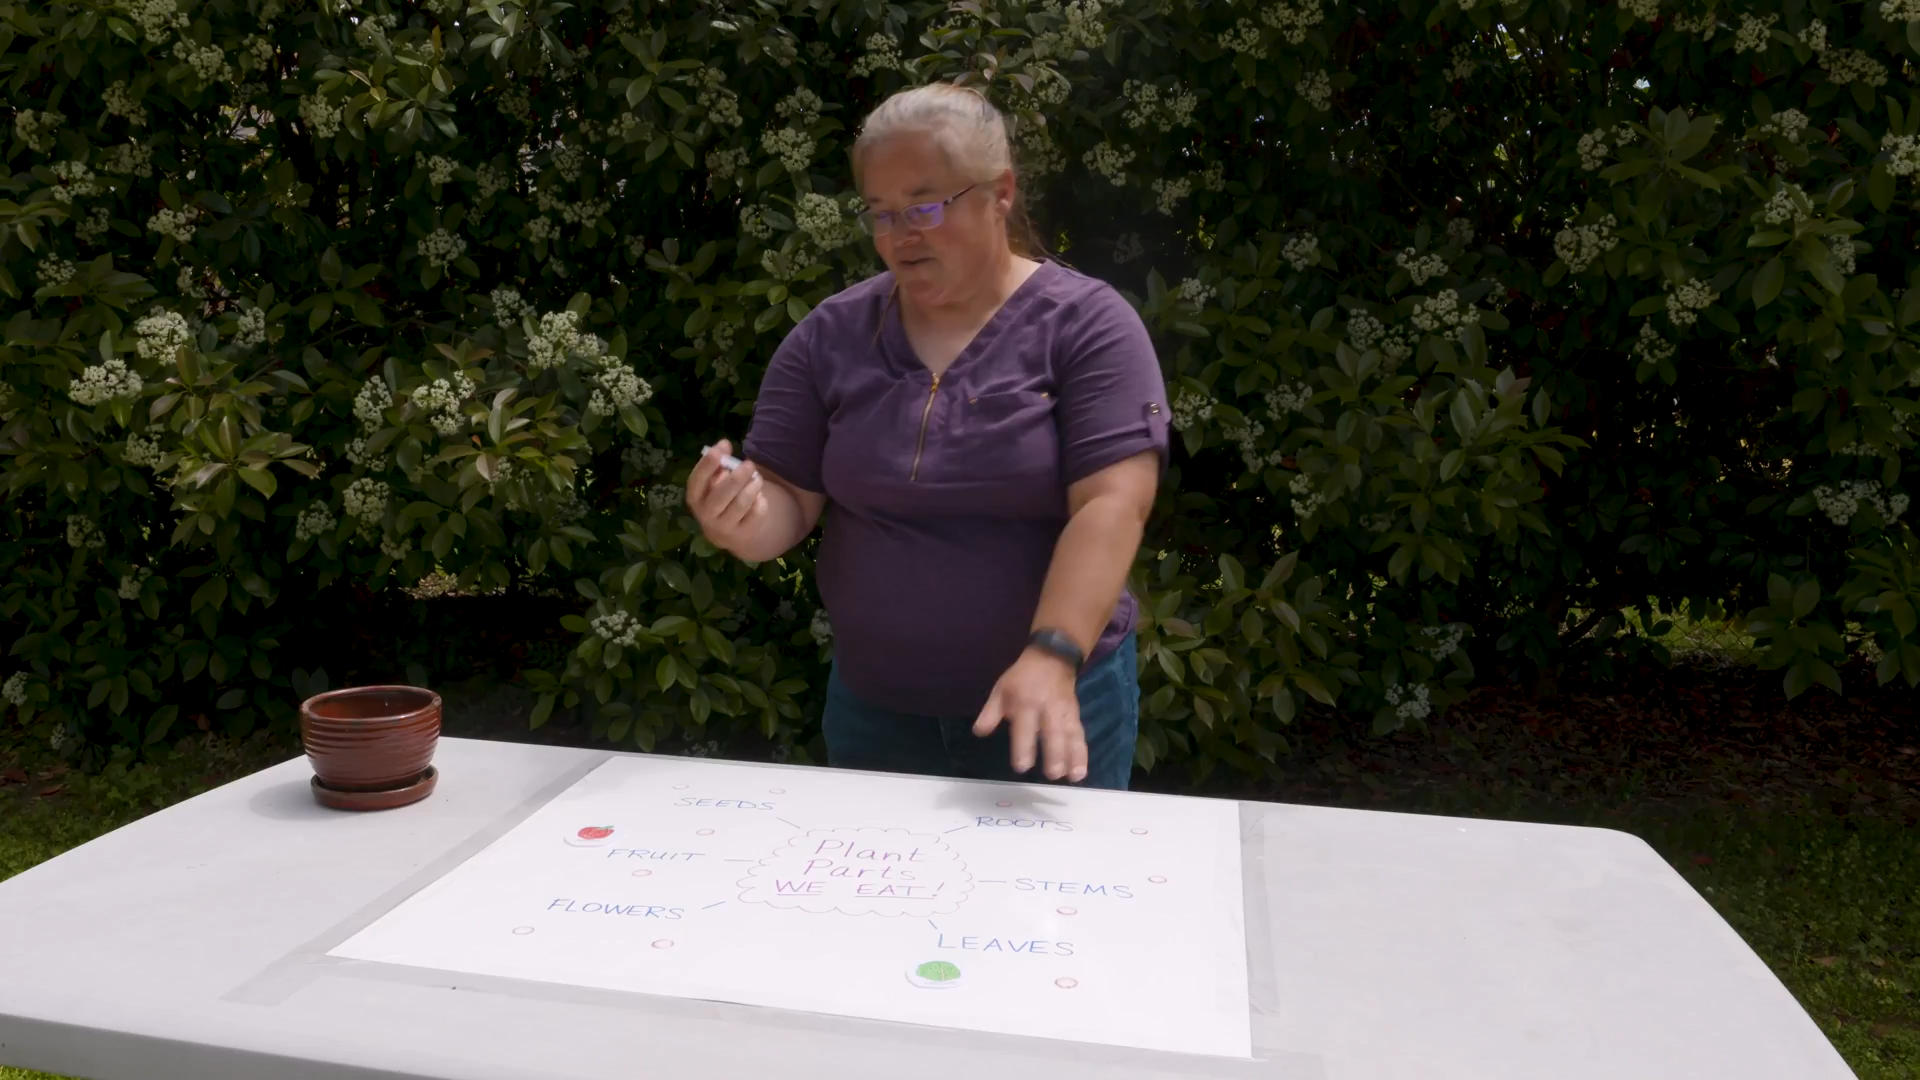 SEEDS
ROOTS
FRUIT
Plant
Parts
WE EAT!
STEMS
FLOWERS
LEAVES